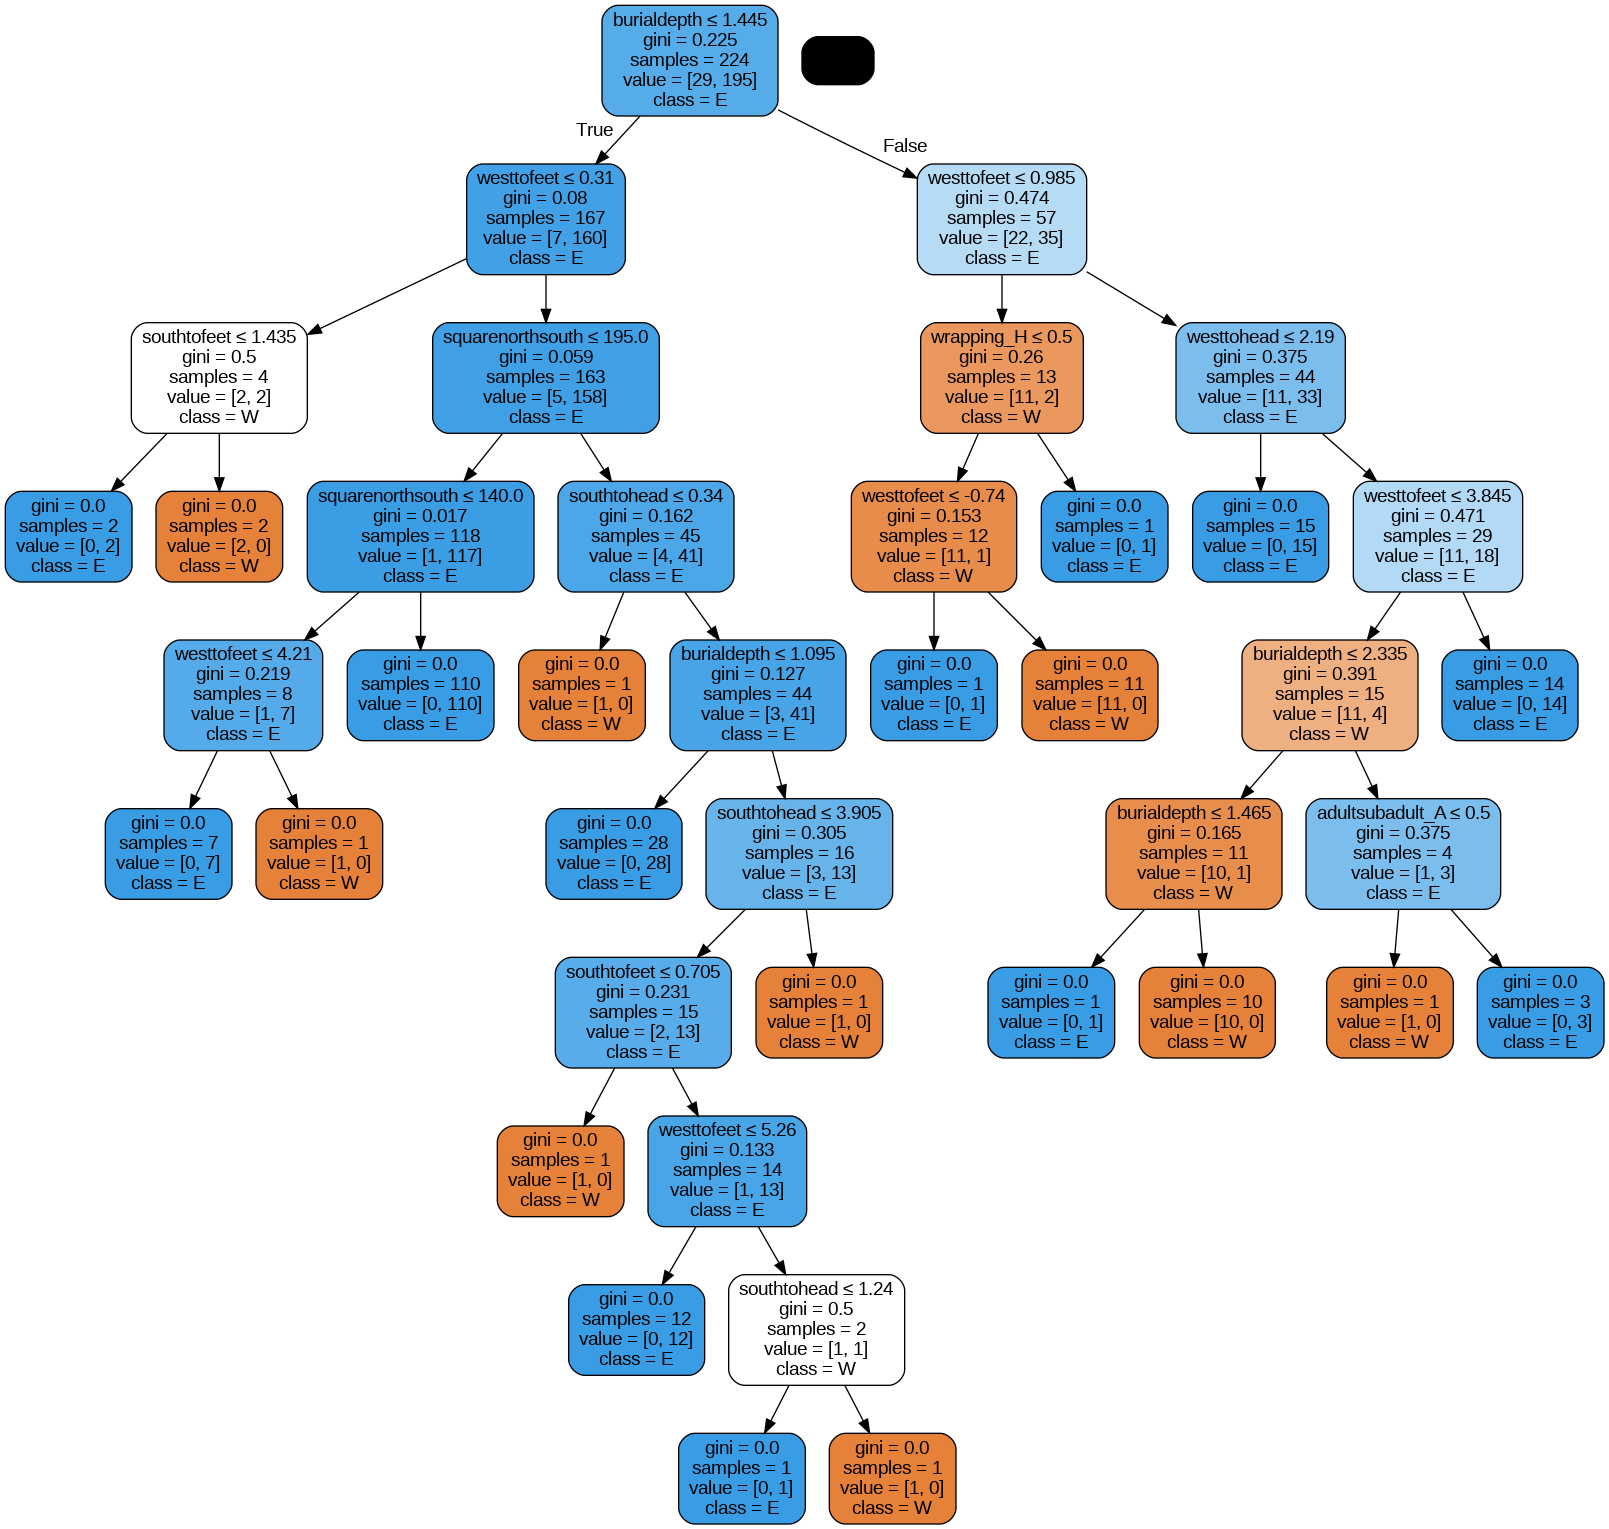 burialdepth ≤ 1.445
gini = 0.225
samples = 224
value = [29, 195]
class = E
True
False
westtofeet ≤ 0.31
gini = 0.08
samples = 167
value = [7, 160]
class = E
westtofeet ≤ 0.985
gini = 0.474
samples = 57
value = [22, 35]
class = E
southtofeet ≤ 1.435
gini = 0.5
samples = 4
value = [2, 2]
class = W
squarenorthsouth ≤ 195.0
gini = 0.059
samples = 163
value = [5, 158]
class = E
wrapping_H ≤ 0.5
gini = 0.26
samples = 13
value = [11, 2]
class = W
westtohead ≤ 2.19
gini = 0.375
samples = 44
value = [11, 33]
class = E
gini = 0.0
samples = 2
value = [0, 2]
class = E
gini = 0.0
samples = 2
value = [2, 0]
class = W
squarenorthsouth ≤ 140.0
gini = 0.017
samples = 118
value = [1, 117]
class = E
southtohead ≤ 0.34
gini = 0.162
samples = 45
value = [4, 41]
class = E
westtofeet ≤ -0.74
gini = 0.153
samples = 12
value = [11, 1]
class = W
gini = 0.0
samples = 1
value = [0, 1]
class = E
gini = 0.0
samples = 15
value = [0, 15]
class = E
westtofeet ≤ 3.845
gini = 0.471
samples = 29
value = [11, 18]
class = E
westtofeet ≤ 4.21
gini = 0.219
samples = 8
value = [1, 7]
class = E
gini = 0.0
samples = 110
value = [0, 110]
class = E
gini = 0.0
samples = 1
value = [1, 0]
class = W
burialdepth ≤ 1.095
gini = 0.127
samples = 44
value = [3, 41]
class = E
gini = 0.0
samples = 1
value = [0, 1]
class = E
gini = 0.0
samples = 11
value = [11, 0]
class = W
burialdepth ≤ 2.335
gini = 0.391
samples = 15
value = [11, 4]
class = W
gini = 0.0
samples = 14
value = [0, 14]
class = E
gini = 0.0
samples = 7
value = [0, 7]
class = E
gini = 0.0
samples = 1
value = [1, 0]
class = W
gini = 0.0
samples = 28
value = [0, 28]
class = E
southtohead ≤ 3.905
gini = 0.305
samples = 16
value = [3, 13]
class = E
burialdepth ≤ 1.465
gini = 0.165
samples = 11
value = [10, 1]
class = W
adultsubadult_A ≤ 0.5
gini = 0.375
samples = 4
value = [1, 3]
class = E
southtofeet ≤ 0.705
gini = 0.231
samples = 15
value = [2, 13]
class = E
gini = 0.0
samples = 1
value = [1, 0]
class = W
gini = 0.0
samples = 1
value = [0, 1]
class = E
gini = 0.0
samples = 10
value = [10, 0]
class = W
gini = 0.0
samples = 1
value = [1, 0]
class = W
gini = 0.0
samples = 3
value = [0, 3]
class = E
gini = 0.0
samples = 1
value = [1, 0]
class = W
westtofeet ≤ 5.26
gini = 0.133
samples = 14
value = [1, 13]
class = E
gini = 0.0
samples = 12
value = [0, 12]
class = E
southtohead ≤ 1.24
gini = 0.5
samples = 2
value = [1, 1]
class = W
gini = 0.0
samples = 1
value = [0, 1]
class = E
gini = 0.0
samples = 1
value = [1, 0]
class = W